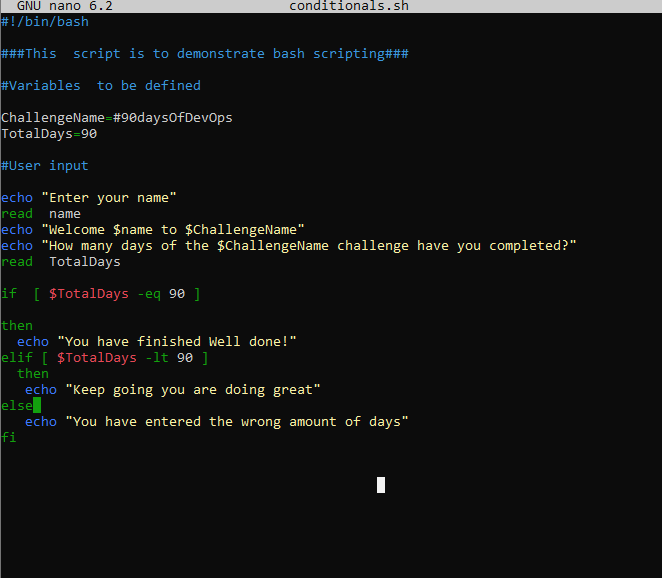 GNU nano 6.2 conditionals.sh
#!/bin/bash
###This  script is to demonstrate bash scripting###
#Variables  to be defined
ChallengeName=#90daysOfDevOps
TotalDays=90
#User input
echo "Enter your name"
read  name
echo "Welcome $name to $ChallengeName"
echo "How many days of the $ChallengeName challenge have you completed?"
read  TotalDays
if  [ $TotalDays -eq 90 ]
then
  echo "You have finished Well done!"
elif [ $TotalDays -lt 90 ]
  then
   echo "Keep going you are doing great"
else
   echo "You have entered the wrong amount of days"
fi